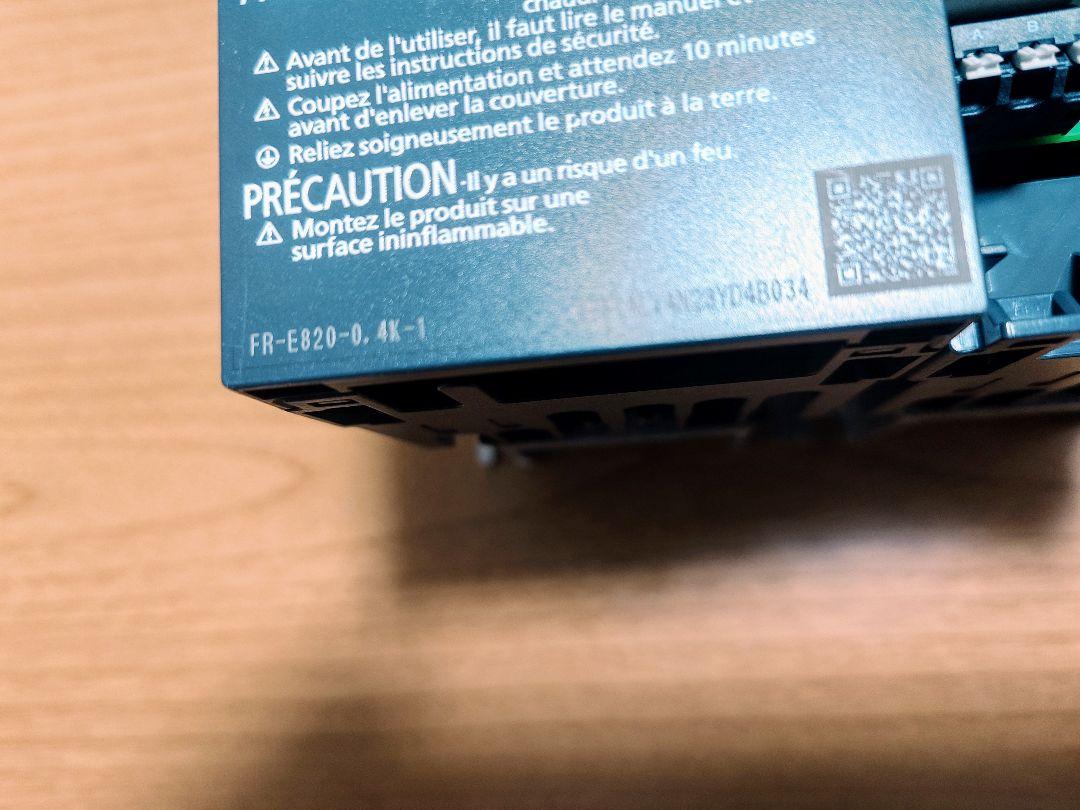 chaud
Avant de l'utiliser, il faut lire le manuel et
suivre les instructions de sécurité.
Coupez l'alimentation et attendez 10 minutes
avant d'enlever la couverture.
Reliez soigneusement le produit à la terre.
PRÉCAUTION -Il y a un risque d'un feu.
Montez le produit sur une
surface ininflammable.
FR-E820-0.4K-1
A B